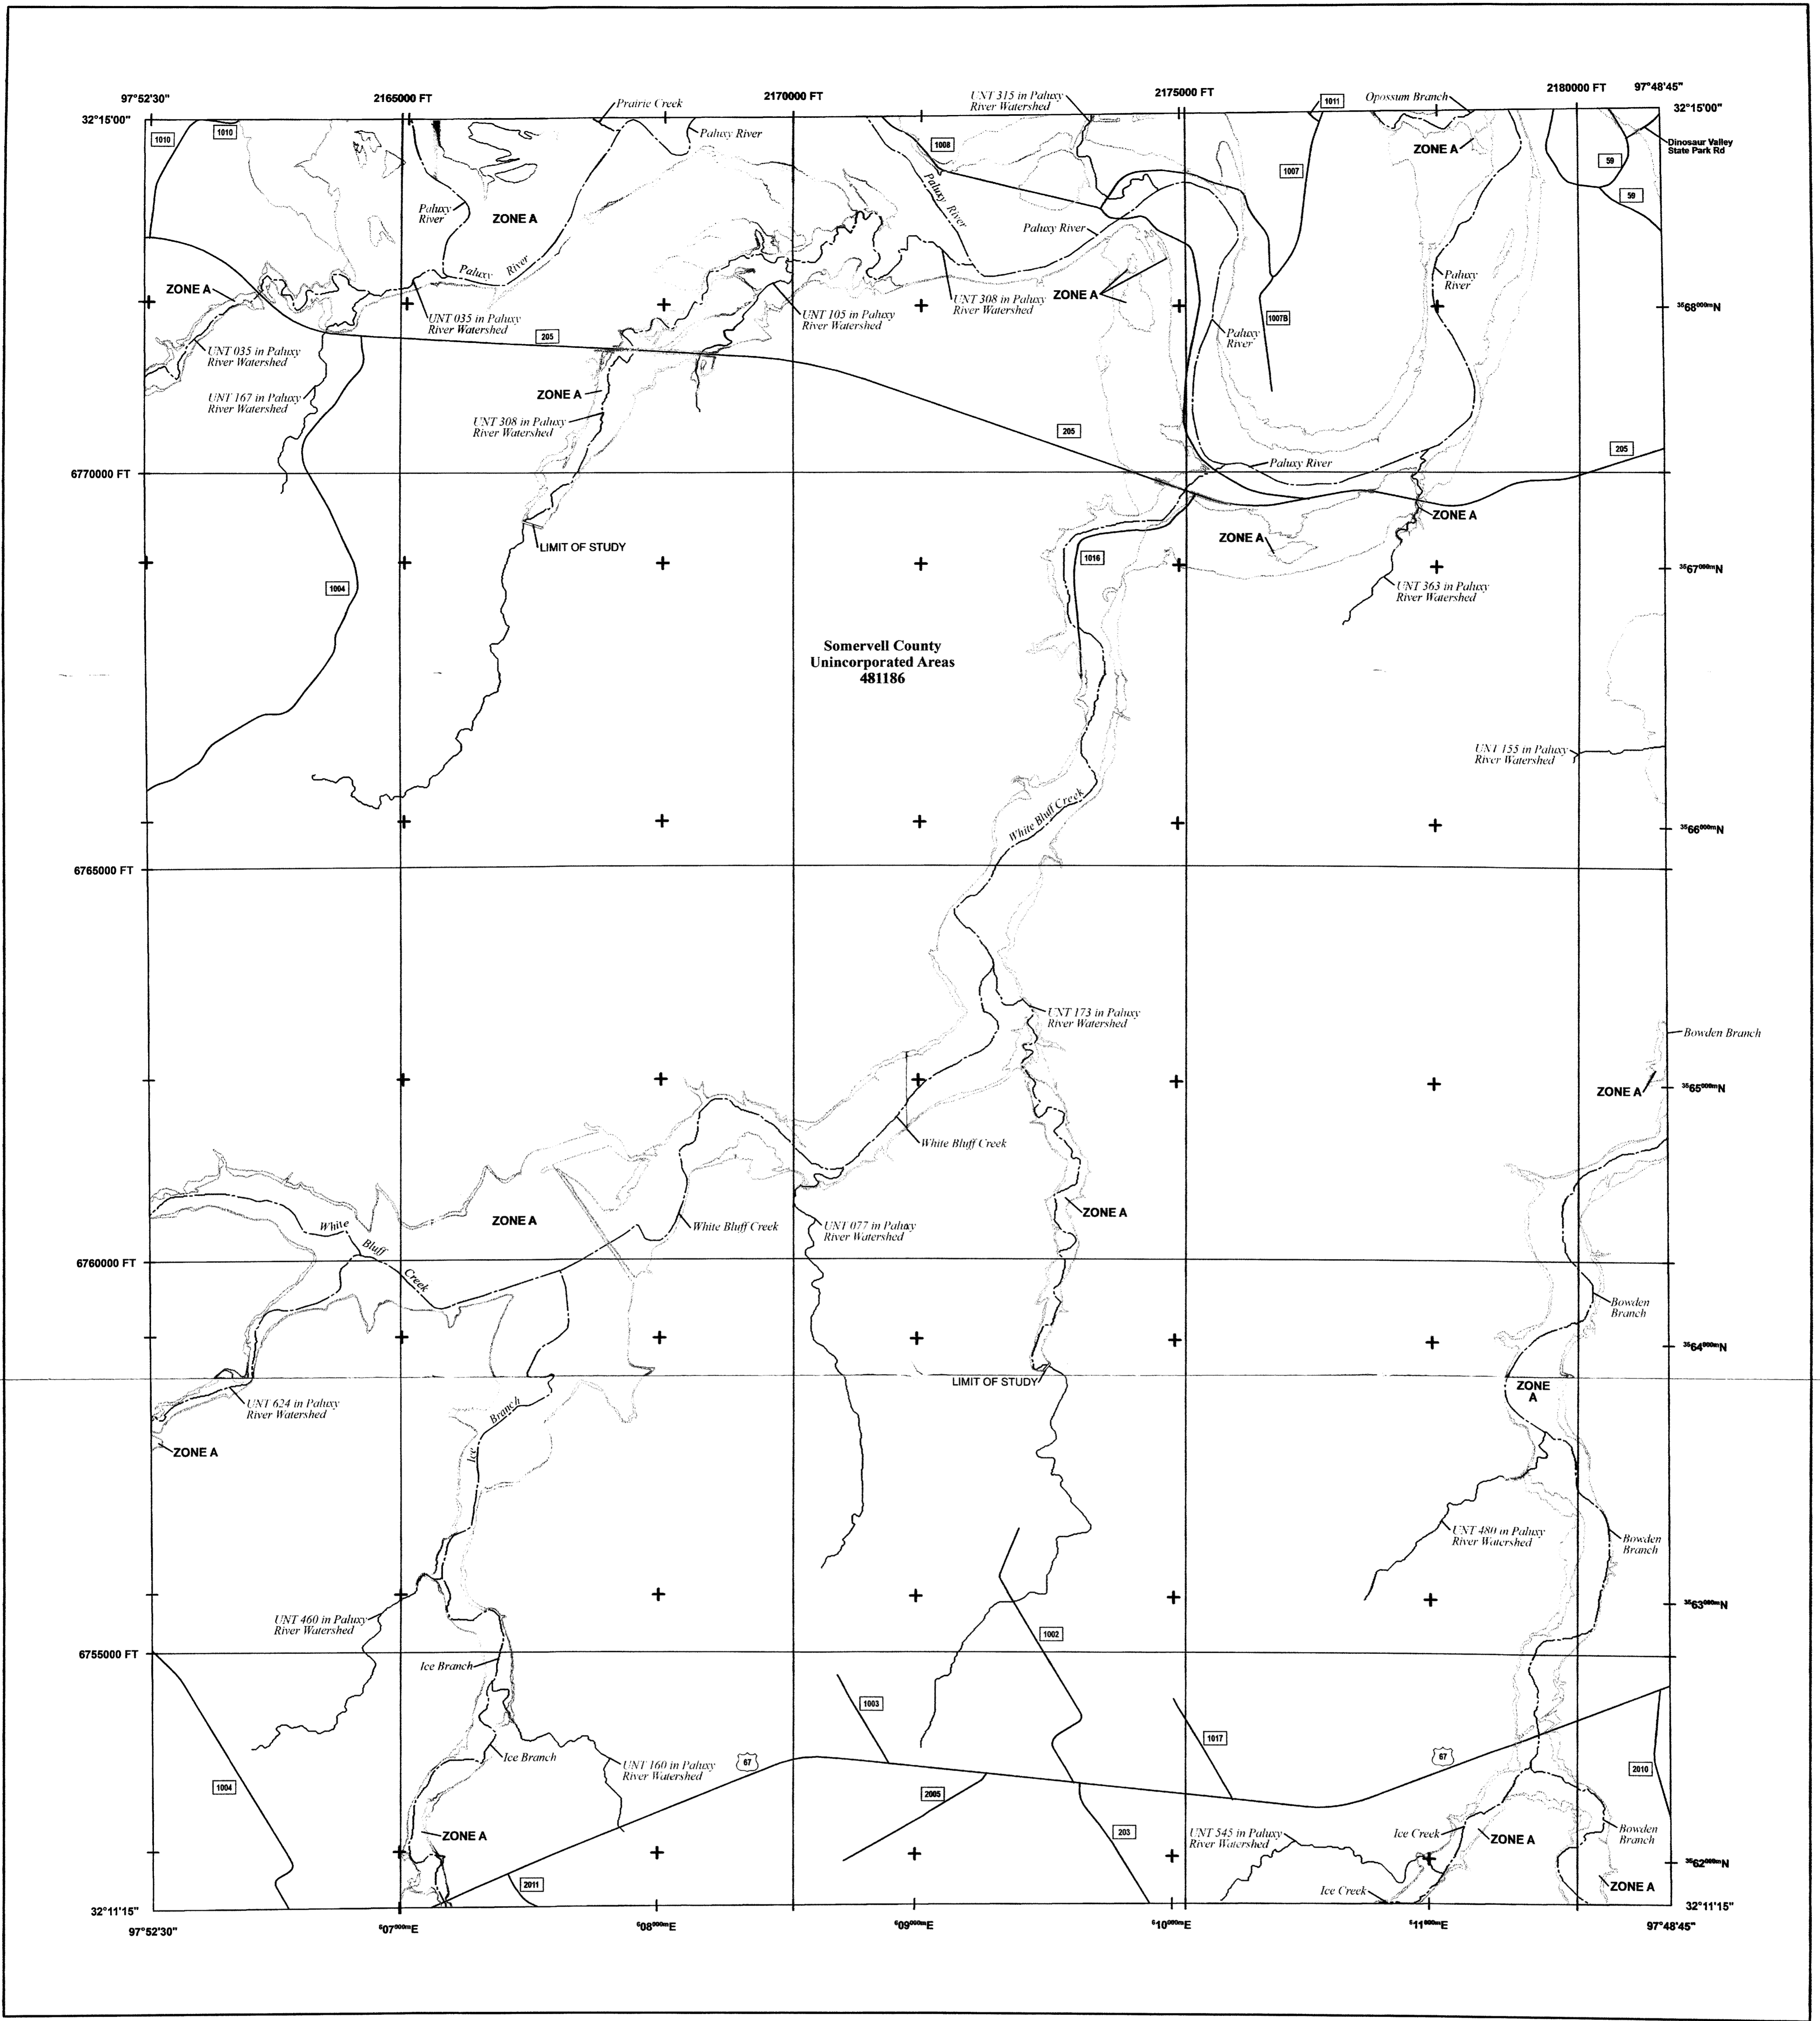 97°52'30"
2165000 FT
2170000 FT
2175000 FT
2180000 FT
97°48'45"
32°15'00"
32°15'00"
1010
1010
Prairie Creek
Paluxy River
UNT 315 in Paluxy
River Watershed
1011
Opossum Branch
ZONE A
Dinosaur Valley
State Park Rd
59
59
1008
1007
Paluxy
River
ZONE A
Paluxy River
Paluxy River
Paluxy River
Paluxy
River
ZONE A
UNT 035 in Paluxy
River Watershed
UNT 105 in Paluxy
River Watershed
UNT 308 in Paluxy
River Watershed
ZONE A
1007B
3568000mN
Paluxy
River
UNT 035 in Paluxy
River Watershed
205
UNT 167 in Paluxy
River Watershed
ZONE A
UNT 308 in Paluxy
River Watershed
205
205
6770000 FT
Paluxy River
LIMIT OF STUDY
ZONE A
ZONE A
1016
1004
UNT 363 in Paluxy
River Watershed
3567000mN
Somervell County
Unincorporated Areas
481186
UNT 155 in Paluxy
River Watershed
White Bluff Creek
3566000mN
6765000 FT
UNT 173 in Paluxy
River Watershed
Bowden Branch
ZONE A
3565000mN
White Bluff Creek
ZONE A
White Bluff Creek
UNT 077 in Paluxy
River Watershed
ZONE A
White
Bluff
Creek
6760000 FT
Bowden
Branch
3564000mN
LIMIT OF STUDY
ZONE
A
UNT 624 in Paluxy
River Watershed
ZONE A
Ice
Branch
UNT 480 in Paluxy
River Watershed
Bowden
Branch
UNT 460 in Paluxy
River Watershed
3563000mN
1002
6755000 FT
Ice Branch
1003
1017
Ice Branch
UNT 160 in Paluxy
River Watershed
67
67
2010
1004
2005
ZONE A
203
UNT 545 in Paluxy
River Watershed
Ice Creek
ZONE A
Bowden
Branch
3562000mN
2011
Ice Creek
ZONE A
32°11'15"
32°11'15"
97°52'30"
607000mE
608000mE
609000mE
610000mE
611000mE
97°48'45"